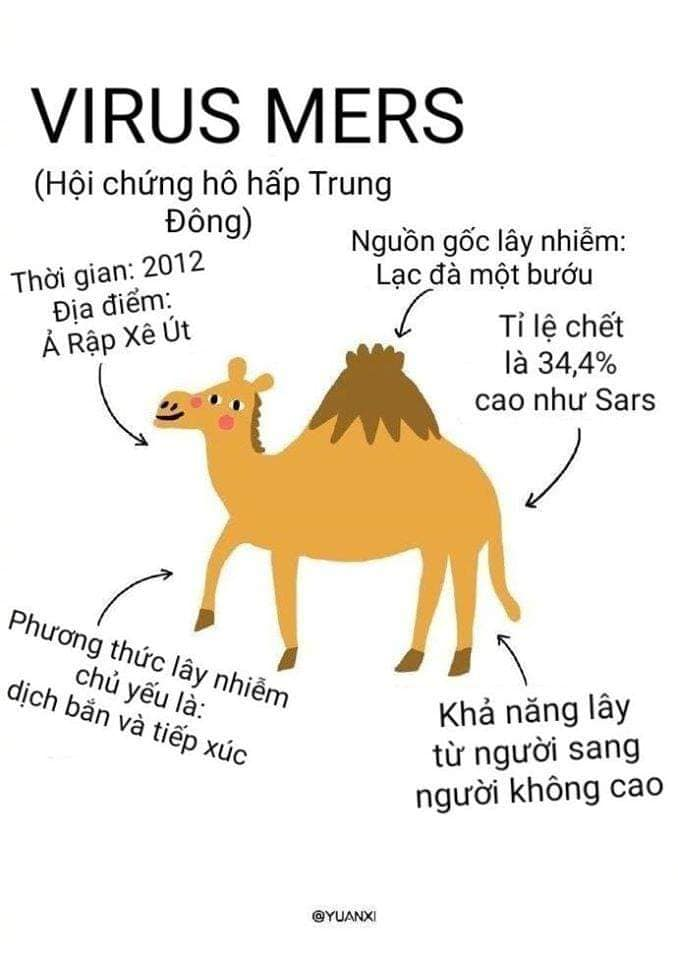 VIRUS MERS
(Hội chứng hô hấp Trung
Đông)
Thời gian: 2012
Địa điểm:
Ả Rập Xê Út
Nguồn gốc lây nhiễm:
Lạc đà một bướu
Tỉ lệ chết
là 34,4%
cao như Sars
Phương thức lây nhiễm
chủ yếu là:
dịch bắn và tiếp xúc
Khả năng lây
từ người sang
người không cao
@YUANXI